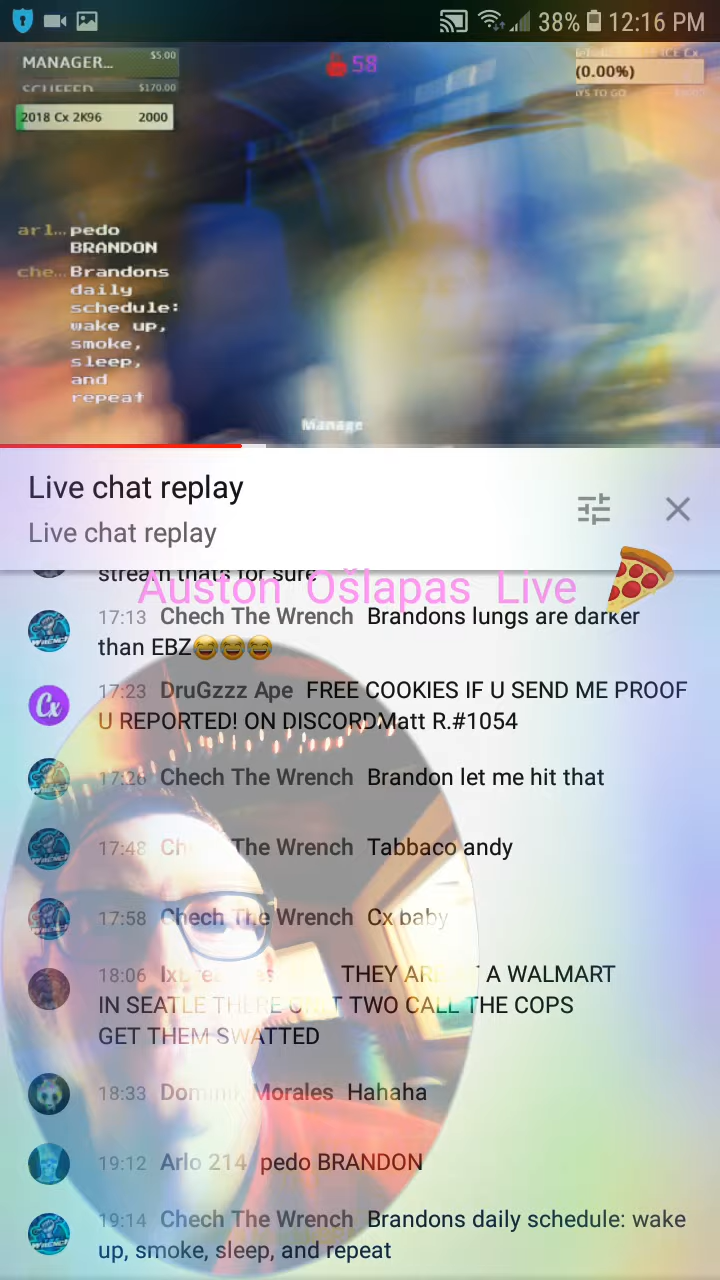 38% 12:16 PM
MANAGER... $5.00
SCUFFED $170.00
58
(0.00%)
2018 Cx 2K96 2000
arl... pedo
BRANDON
che... Brandons
daily
schedule:
wake up,
smoke,
sleep,
and
repeat
Manage
Live chat replay
Live chat replay
stream thats for sure
Auston Ošlapas Live
17:13 Chech The Wrench Brandons lungs are darker
than EBZ😂😂😂
Cx
17:23 DruGzzz Ape FREE COOKIES IF U SEND ME PROOF
U REPORTED! ON DISCORDMatt R.#1054
17:26 Chech The Wrench Brandon let me hit that
17:48 Ch The Wrench Tabbaco andy
17:58 Chech The Wrench Cx baby
18:06 THEY A WALMART
IN SEATLE TWO CALL THE COPS
GET THEM SWATTED
18:33 Dominik Morales Hahaha
19:12 Arlo 214 pedo BRANDON
19:14 Chech The Wrench Brandons daily schedule: wake
up, smoke, sleep, and repeat